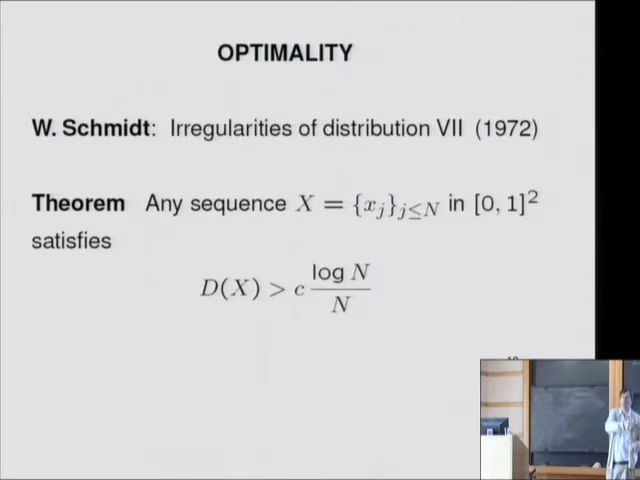 OPTIMALITY
W. Schmidt: Irregularities of distribution VII (1972)
Theorem Any sequence X = {x_j}_{j≤N} in [0, 1]^2
satisfies
D(X) > c log N / N